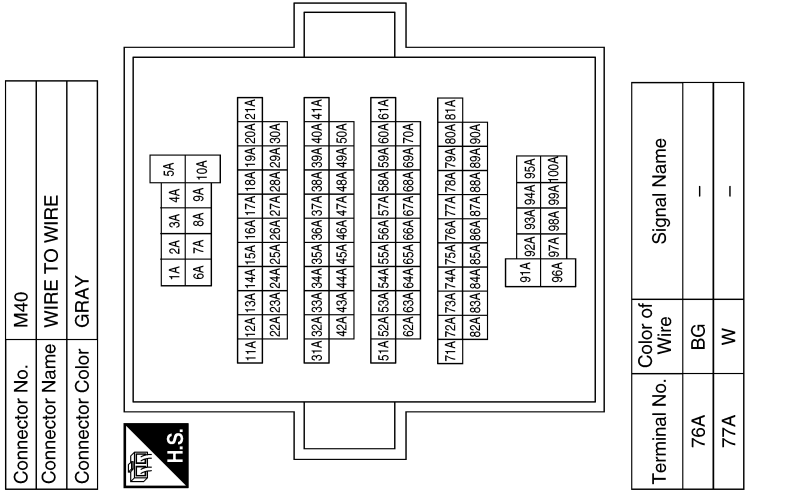 Connector No. M40
Connector Name WIRE TO WIRE
Connector Color GRAY
5A 10A
4A 9A
3A 8A
2A 7A
1A 6A
11A 12A 13A 14A 15A 16A 17A 18A 19A 20A 21A
22A 23A 24A 25A 26A 27A 28A 29A 30A
31A 32A 33A 34A 35A 36A 37A 38A 39A 40A 41A
42A 43A 44A 45A 46A 47A 48A 49A 50A
51A 52A 53A 54A 55A 56A 57A 58A 59A 60A 61A
62A 63A 64A 65A 66A 67A 68A 69A 70A
71A 72A 73A 74A 75A 76A 77A 78A 79A 80A 81A
82A 83A 84A 85A 86A 87A 88A 89A 90A
91A 92A 93A 94A 95A
96A 97A 98A 99A 100A
H.S.
Terminal No. Color of Wire Signal Name
76A BG –
77A W –